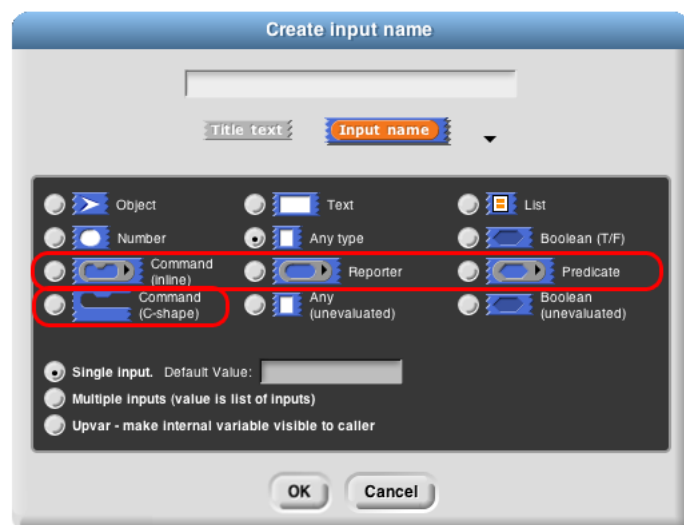 Create input name
Title text Input name
Object Text List
Number Any type Boolean (T/F)
Command (inline) Reporter Predicate
Command (C-shape) Any (unevaluated) Boolean (unevaluated)
Single input. Default Value:
Multiple inputs (value is list of inputs)
Upvar - make internal variable visible to caller
OK Cancel